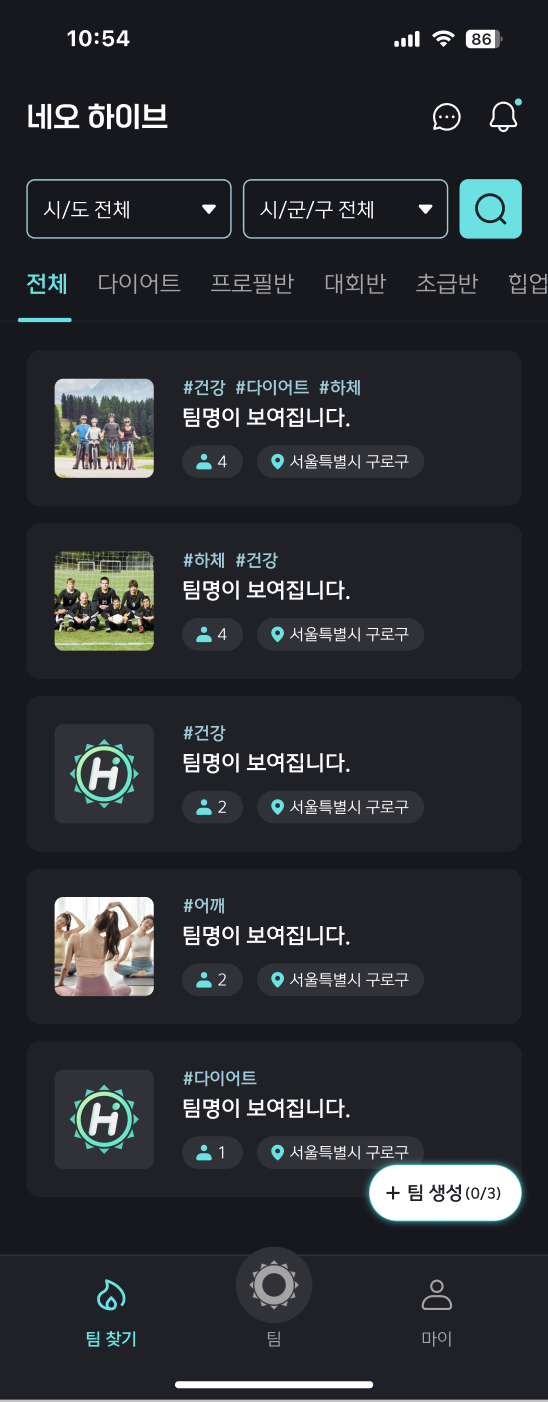 10:54
86
네오 하이브
시/도 전체
시/군/구 전체
전체 다이어트 프로필반 대회반 초급반 힙업
#건강 #다이어트 #하체
팀명이 보여집니다.
4 서울특별시 구로구
#하체 #건강
팀명이 보여집니다.
4 서울특별시 구로구
#건강
팀명이 보여집니다.
2 서울특별시 구로구
#어깨
팀명이 보여집니다.
2 서울특별시 구로구
#다이어트
팀명이 보여집니다.
1 서울특별시 구로구
+ 팀 생성(0/3)
팀 찾기 팀 마이